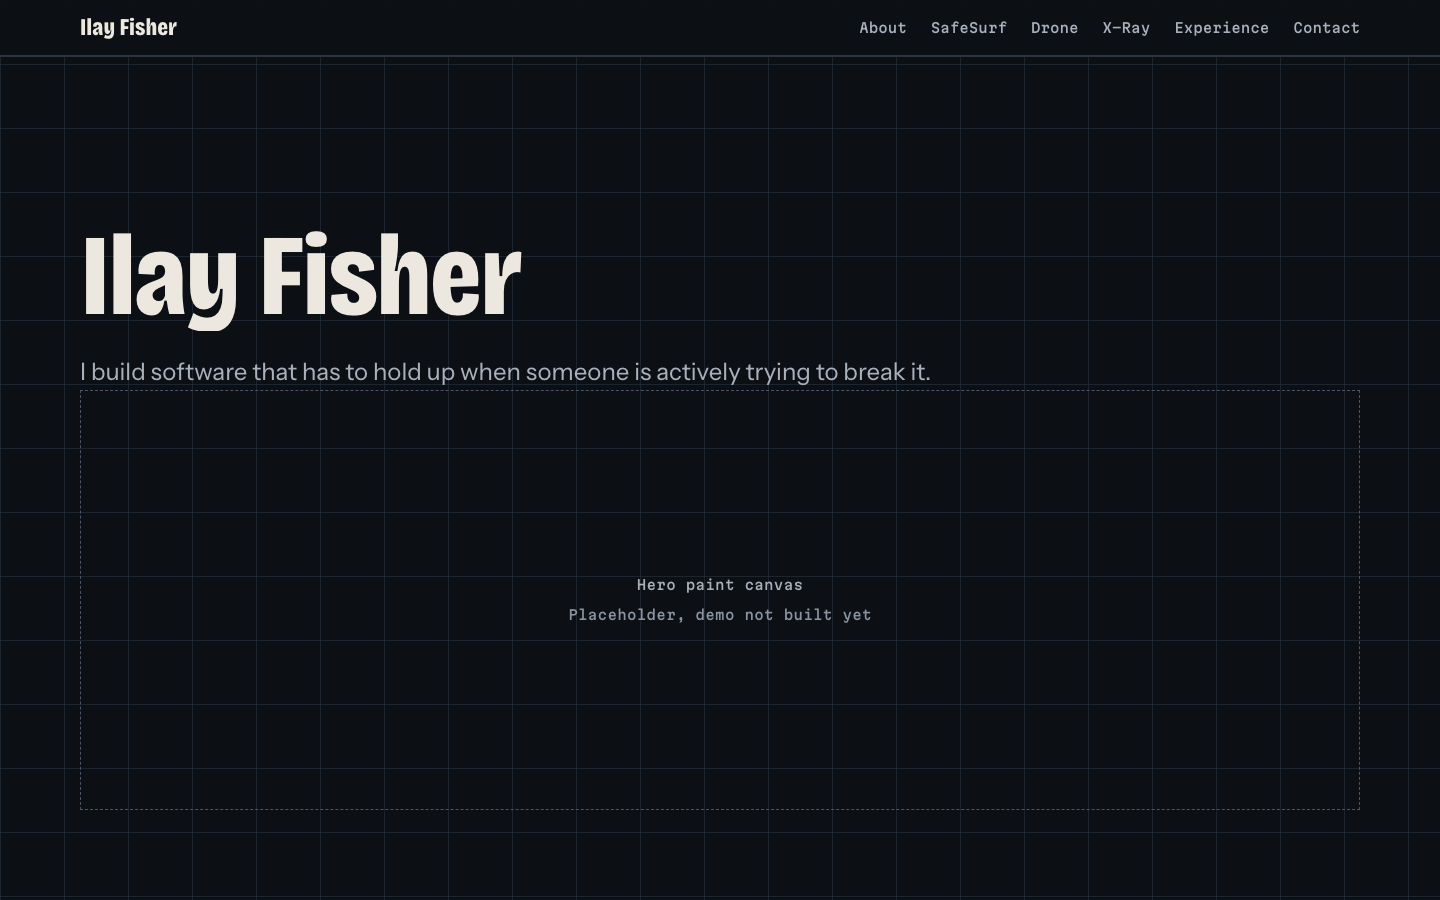 Ilay Fisher
About SafeSurf Drone X-Ray Experience Contact
Ilay Fisher
I build software that has to hold up when someone is actively trying to break it.
Hero paint canvas
Placeholder, demo not built yet